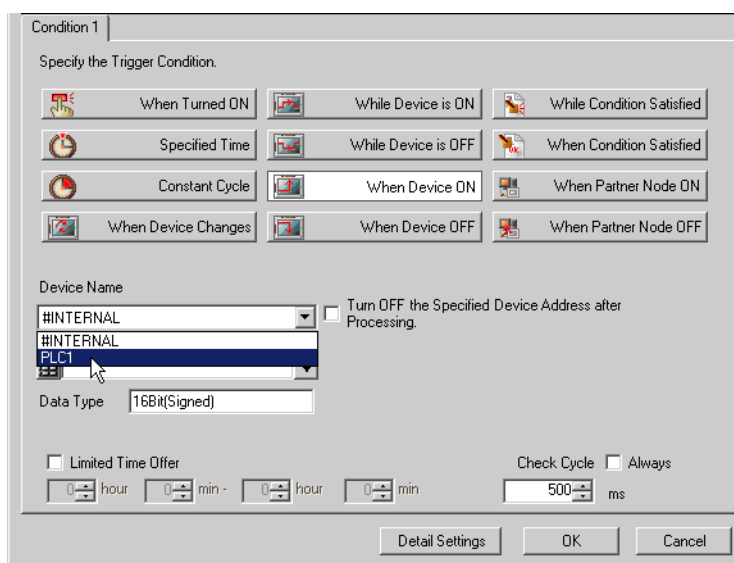 Condition 1
Specify the Trigger Condition.
When Turned ON While Device is ON While Condition Satisfied
Specified Time While Device is OFF When Condition Satisfied
Constant Cycle When Device ON When Partner Node ON
When Device Changes When Device OFF When Partner Node OFF
Device Name
#INTERNAL
Turn OFF the Specified Device Address after
Processing.
#INTERNAL
PLC1
Data Type 16Bit(Signed)
Limited Time Offer Check Cycle Always
0 hour 0 min - 0 hour 0 min 500 ms
Detail Settings OK Cancel